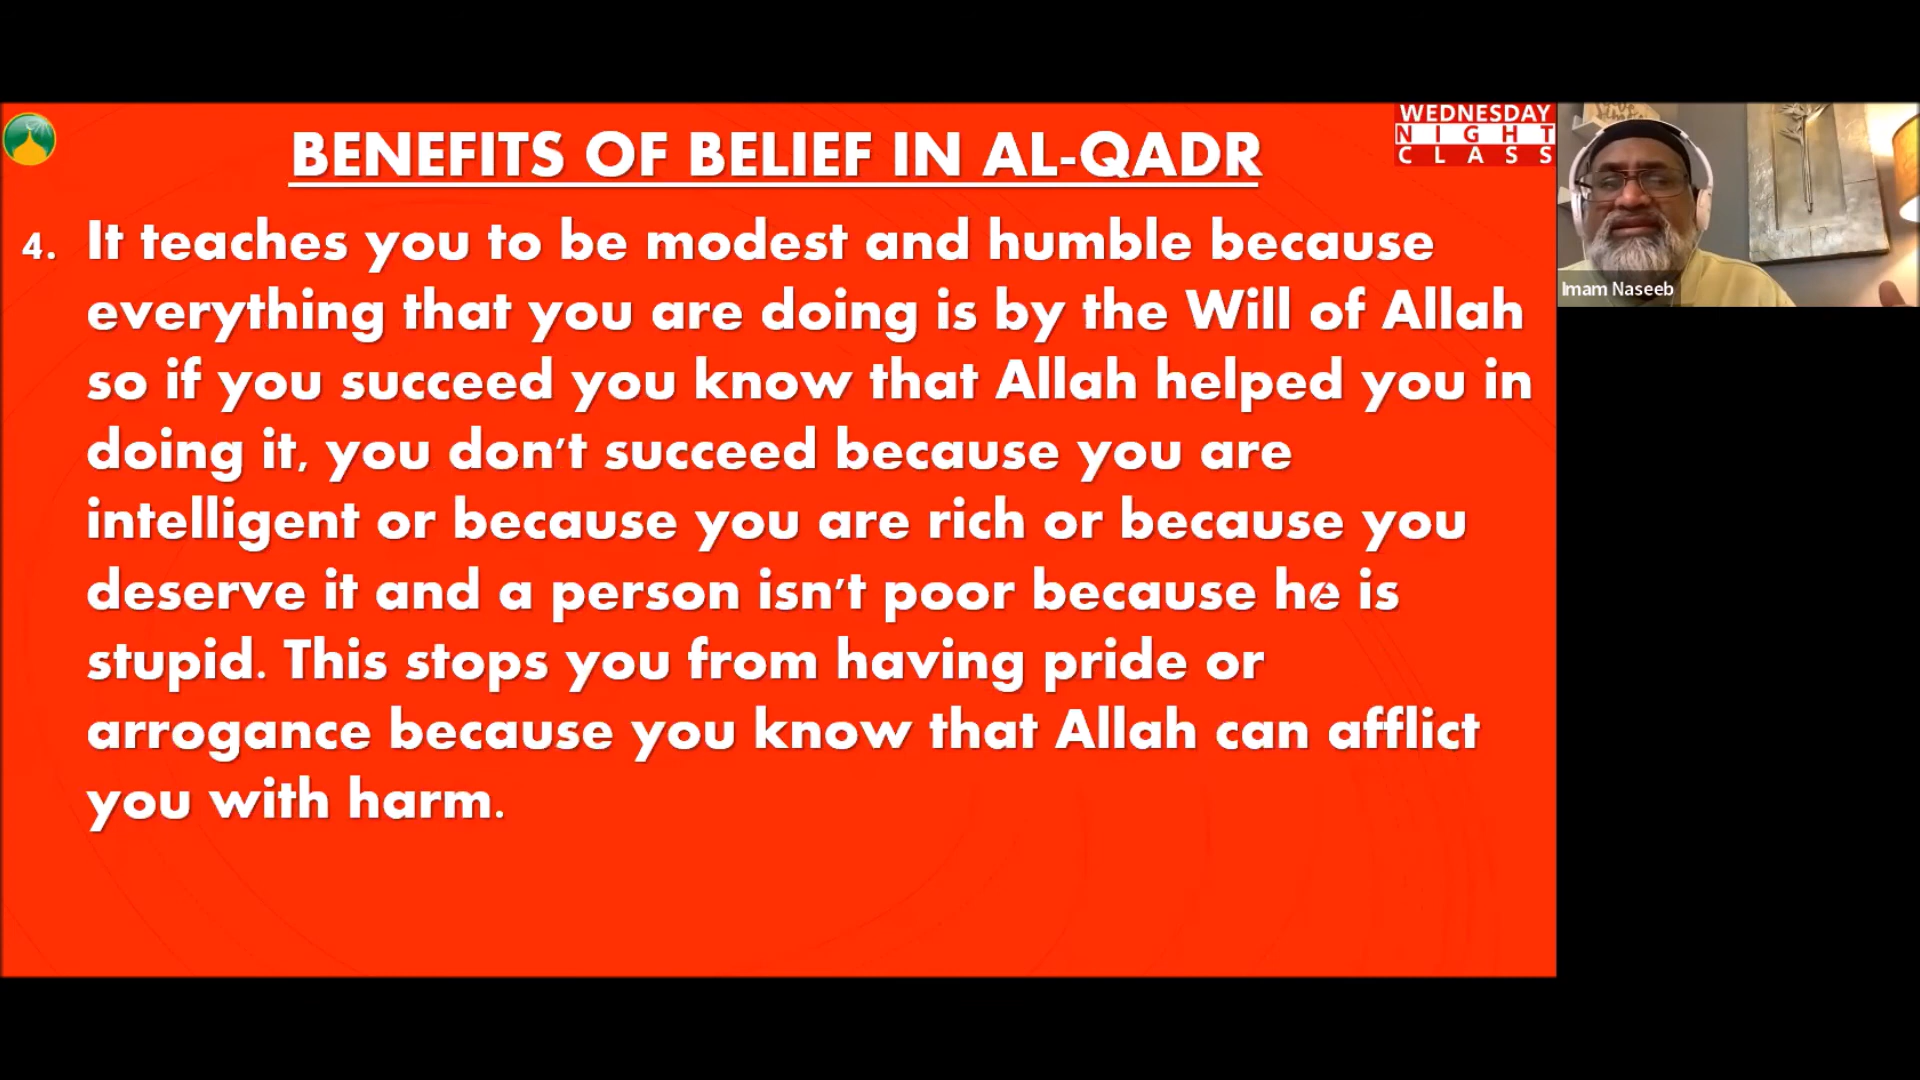 BENEFITS OF BELIEF IN AL-QADR
WEDNESDAY
NIGHT
CLASS
4. It teaches you to be modest and humble because
everything that you are doing is by the Will of Allah
so if you succeed you know that Allah helped you in
doing it, you don't succeed because you are
intelligent or because you are rich or because you
deserve it and a person isn't poor because he is
stupid. This stops you from having pride or
arrogance because you know that Allah can afflict
you with harm.
Imam Naseeb